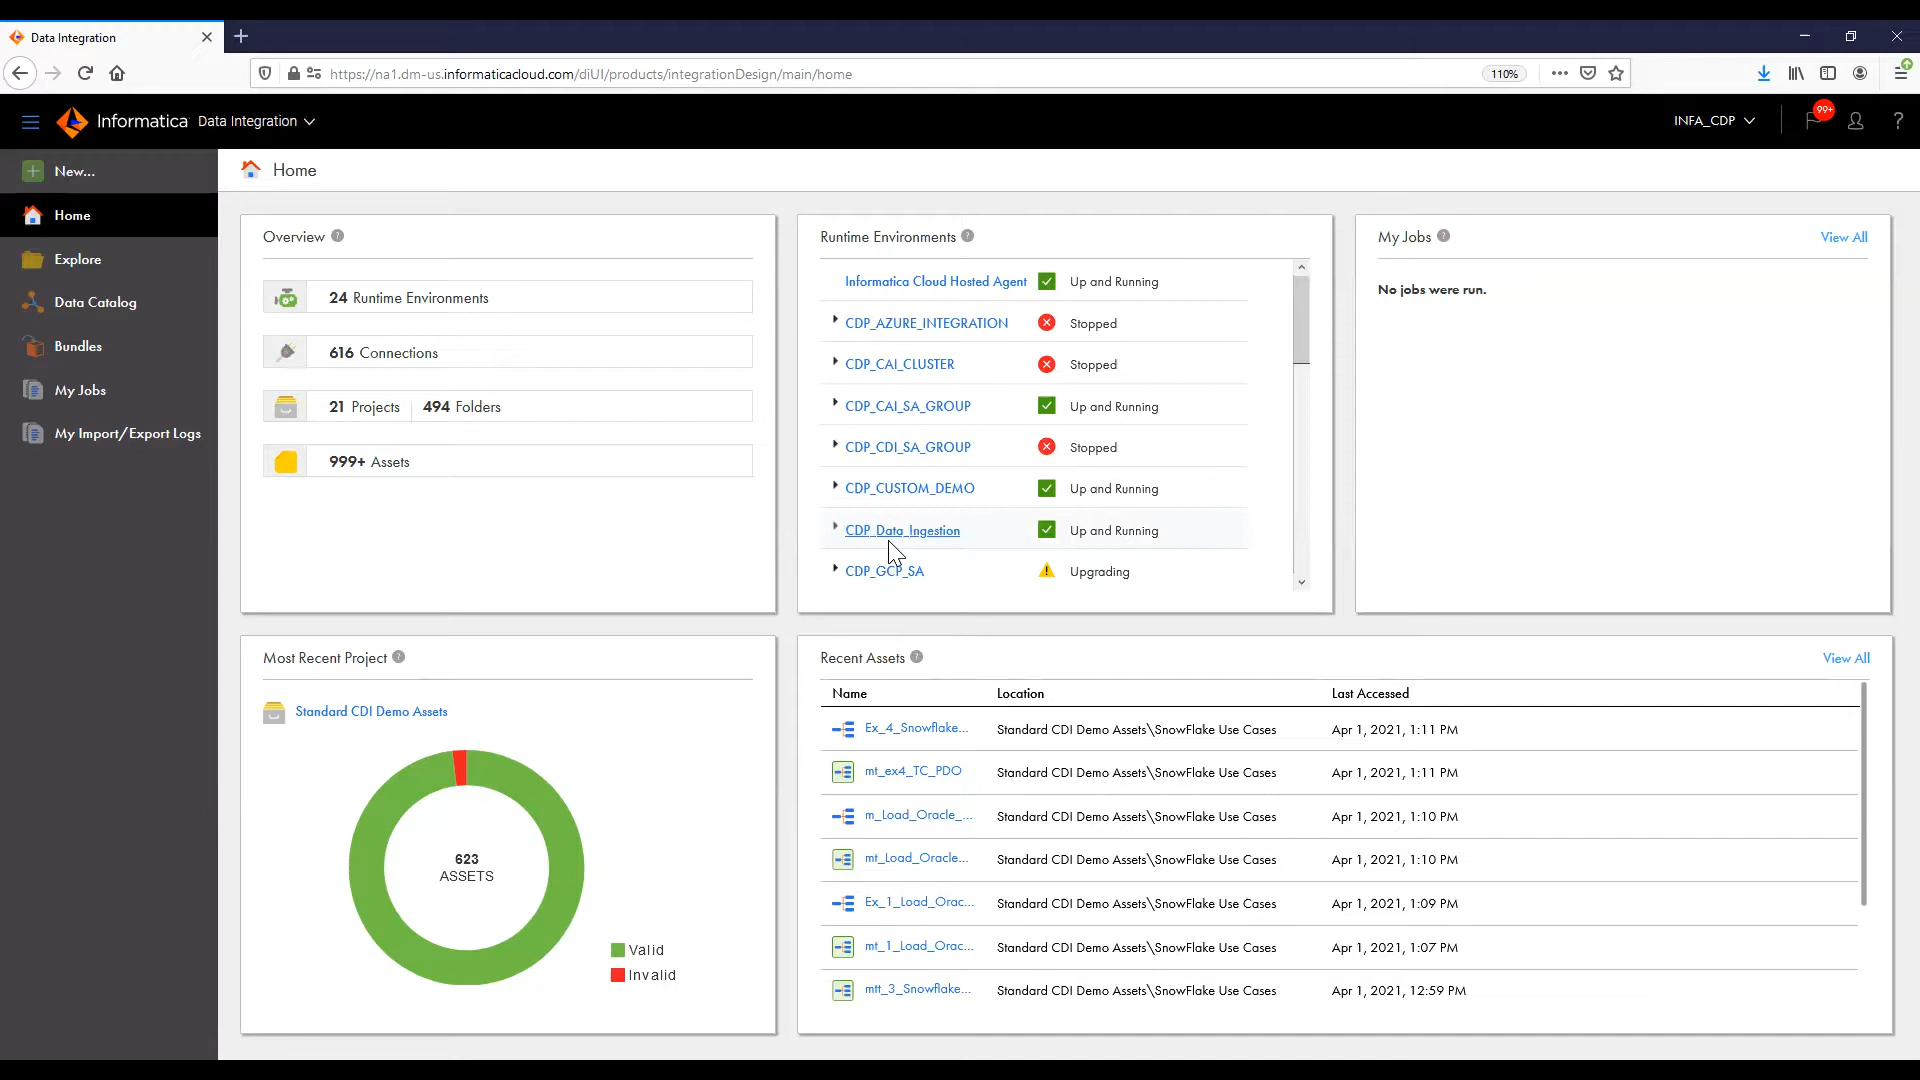 Data Integration
https://na1.dm-us.informaticacloud.com/diUI/products/integrationDesign/main/home
110%
Informatica Data Integration
INFA_CDP
99+
?
New...
Home
Explore
Data Catalog
Bundles
My Jobs
My Import/Export Logs
Home
Overview ?
24 Runtime Environments
616 Connections
21 Projects 494 Folders
999+ Assets
Runtime Environments ?
Informatica Cloud Hosted Agent Up and Running
CDP_AZURE_INTEGRATION Stopped
CDP_CAI_CLUSTER Stopped
CDP_CAI_SA_GROUP Up and Running
CDP_CDI_SA_GROUP Stopped
CDP_CUSTOM_DEMO Up and Running
CDP_Data_Ingestion Up and Running
CDP_GCP_SA Upgrading
My Jobs ? View All
No jobs were run.
Most Recent Project ?
Standard CDI Demo Assets
623
ASSETS
Valid
Invalid
Recent Assets ? View All
Name Location Last Accessed
Ex_4_Snowflake... Standard CDI Demo Assets\SnowFlake Use Cases Apr 1, 2021, 1:11 PM
mt_ex4_TC_PDO Standard CDI Demo Assets\SnowFlake Use Cases Apr 1, 2021, 1:11 PM
m_Load_Oracle_... Standard CDI Demo Assets\SnowFlake Use Cases Apr 1, 2021, 1:10 PM
mt_Load_Oracle... Standard CDI Demo Assets\SnowFlake Use Cases Apr 1, 2021, 1:10 PM
Ex_1_Load_Orac... Standard CDI Demo Assets\SnowFlake Use Cases Apr 1, 2021, 1:09 PM
mt_1_Load_Orac... Standard CDI Demo Assets\SnowFlake Use Cases Apr 1, 2021, 1:07 PM
mtt_3_Snowflake... Standard CDI Demo Assets\SnowFlake Use Cases Apr 1, 2021, 12:59 PM